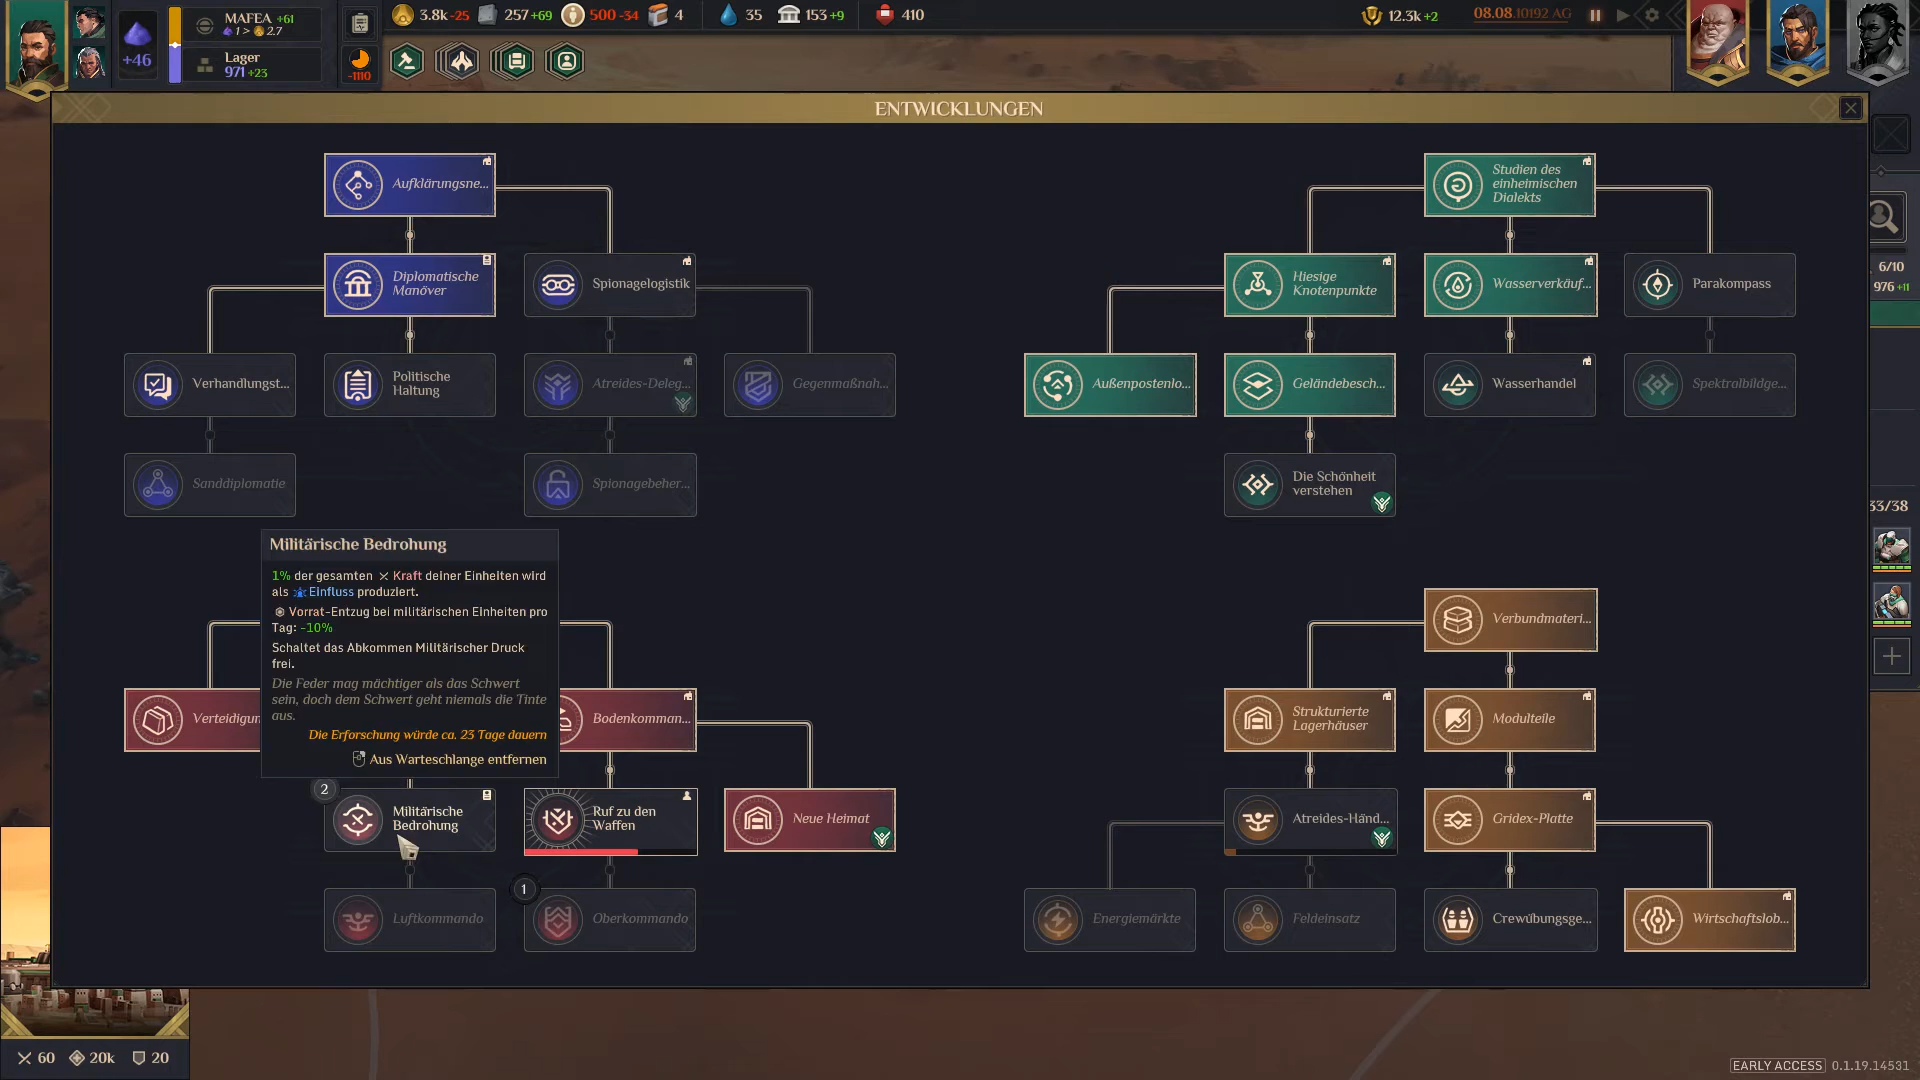 MAFEA +61
1 > 2.7
+46
Lager
971 +23
-1110
3.8k -25
257 +69
500 -34
4
35
153 +9
410
12.3k +2
08.08.10192 AG
ENTWICKLUNGEN
Aufklärungsne...
Diplomatische
Manöver
Spionagelogistik
Verhandlungst...
Politische
Haltung
Atreides-Deleg...
Gegenmaßnah...
Sanddiplomatie
Spionagebeher...
Studien des
einheimischen
Dialekts
Hiesige
Knotenpunkte
Wasserverkäuf...
Parakompass
Außenpostenlo...
Geländebesch...
Wasserhandel
Spektralbildge...
Die Schönheit
verstehen
6/10
976 +11
33/38
Militärische Bedrohung
1% der gesamten Kraft deiner Einheiten wird
als Einfluss produziert.
Vorrat-Entzug bei militärischen Einheiten pro
Tag: -10%
Schaltet das Abkommen Militärischer Druck
frei.
Die Feder mag mächtiger als das Schwert
sein, doch dem Schwert geht niemals die Tinte
aus.
Die Erforschung würde ca. 23 Tage dauern
Aus Warteschlange entfernen
Verteidigun
Bodenkomman...
2
Militärische
Bedrohung
Ruf zu den
Waffen
Neue Heimat
1
Luftkommando
Oberkommando
Verbundmateri...
Strukturierte
Lagerhäuser
Modulteile
Atreides-Händ...
Gridex-Platte
Energiemärkte
Feldeinsatz
Crewübungsge...
Wirtschaftslob...
60
20k
20
EARLY ACCESS 0.1.19.14531